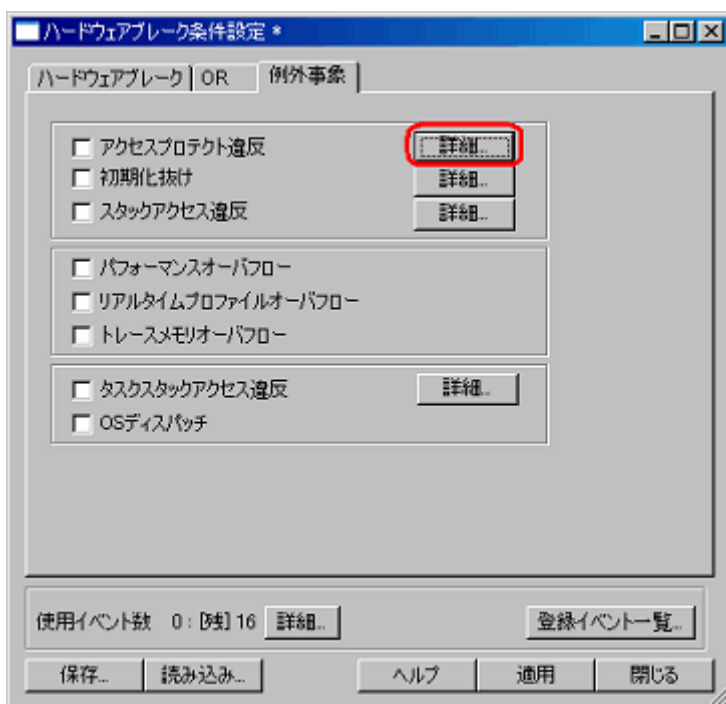 ハードウェアブレーク条件設定 *
ハードウェアブレーク OR 例外事象
アクセスプロテクト違反 詳細...
初期化抜け 詳細...
スタックアクセス違反 詳細...
パフォーマンスオーバフロー
リアルタイムプロファイルオーバフロー
トレースメモリオーバフロー
タスクスタックアクセス違反 詳細...
OSディスパッチ
使用イベント数 0 : [残] 16 詳細... 登録イベント一覧...
保存... 読み込み... ヘルプ 適用 閉じる